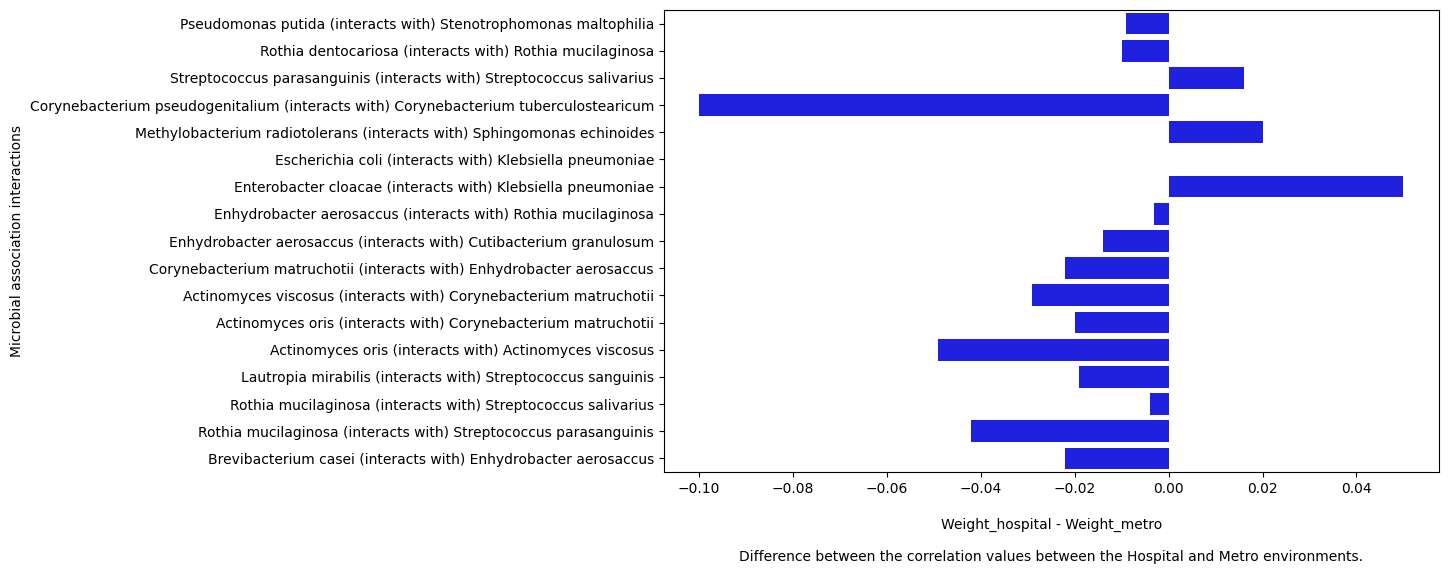 Microbial association interactions
Pseudomonas putida (interacts with) Stenotrophomonas maltophilia
Rothia dentocariosa (interacts with) Rothia mucilaginosa
Streptococcus parasanguinis (interacts with) Streptococcus salivarius
Corynebacterium pseudogenitalium (interacts with) Corynebacterium tuberculostearicum
Methylobacterium radiotolerans (interacts with) Sphingomonas echinoides
Escherichia coli (interacts with) Klebsiella pneumoniae
Enterobacter cloacae (interacts with) Klebsiella pneumoniae
Enhydrobacter aerosaccus (interacts with) Rothia mucilaginosa
Enhydrobacter aerosaccus (interacts with) Cutibacterium granulosum
Corynebacterium matruchotii (interacts with) Enhydrobacter aerosaccus
Actinomyces viscosus (interacts with) Corynebacterium matruchotii
Actinomyces oris (interacts with) Corynebacterium matruchotii
Actinomyces oris (interacts with) Actinomyces viscosus
Lautropia mirabilis (interacts with) Streptococcus sanguinis
Rothia mucilaginosa (interacts with) Streptococcus salivarius
Rothia mucilaginosa (interacts with) Streptococcus parasanguinis
Brevibacterium casei (interacts with) Enhydrobacter aerosaccus
−0.10 −0.08 −0.06 −0.04 −0.02 0.00 0.02 0.04
Weight_hospital - Weight_metro
Difference between the correlation values between the Hospital and Metro environments.